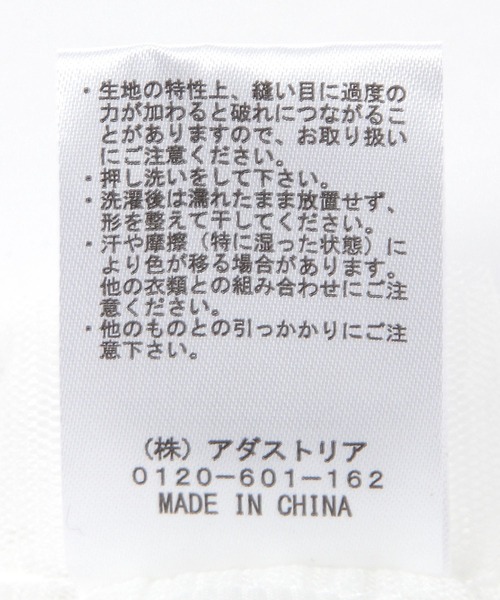 ・生地の特性上、縫い目に過度の
力が加わると破れにつながるこ
とがありますので、お取り扱い
にご注意ください。
・押し洗いをして下さい。
・洗濯後は濡れたまま放置せず、
形を整えて干してください。
・汗や摩擦（特に湿った状態）に
より色が移る場合があります。
他の衣類との組み合わせにご注
意ください。
・他のものとの引っかかりにご注
意下さい。
（株）アダストリア
0120-601-162
MADE IN CHINA